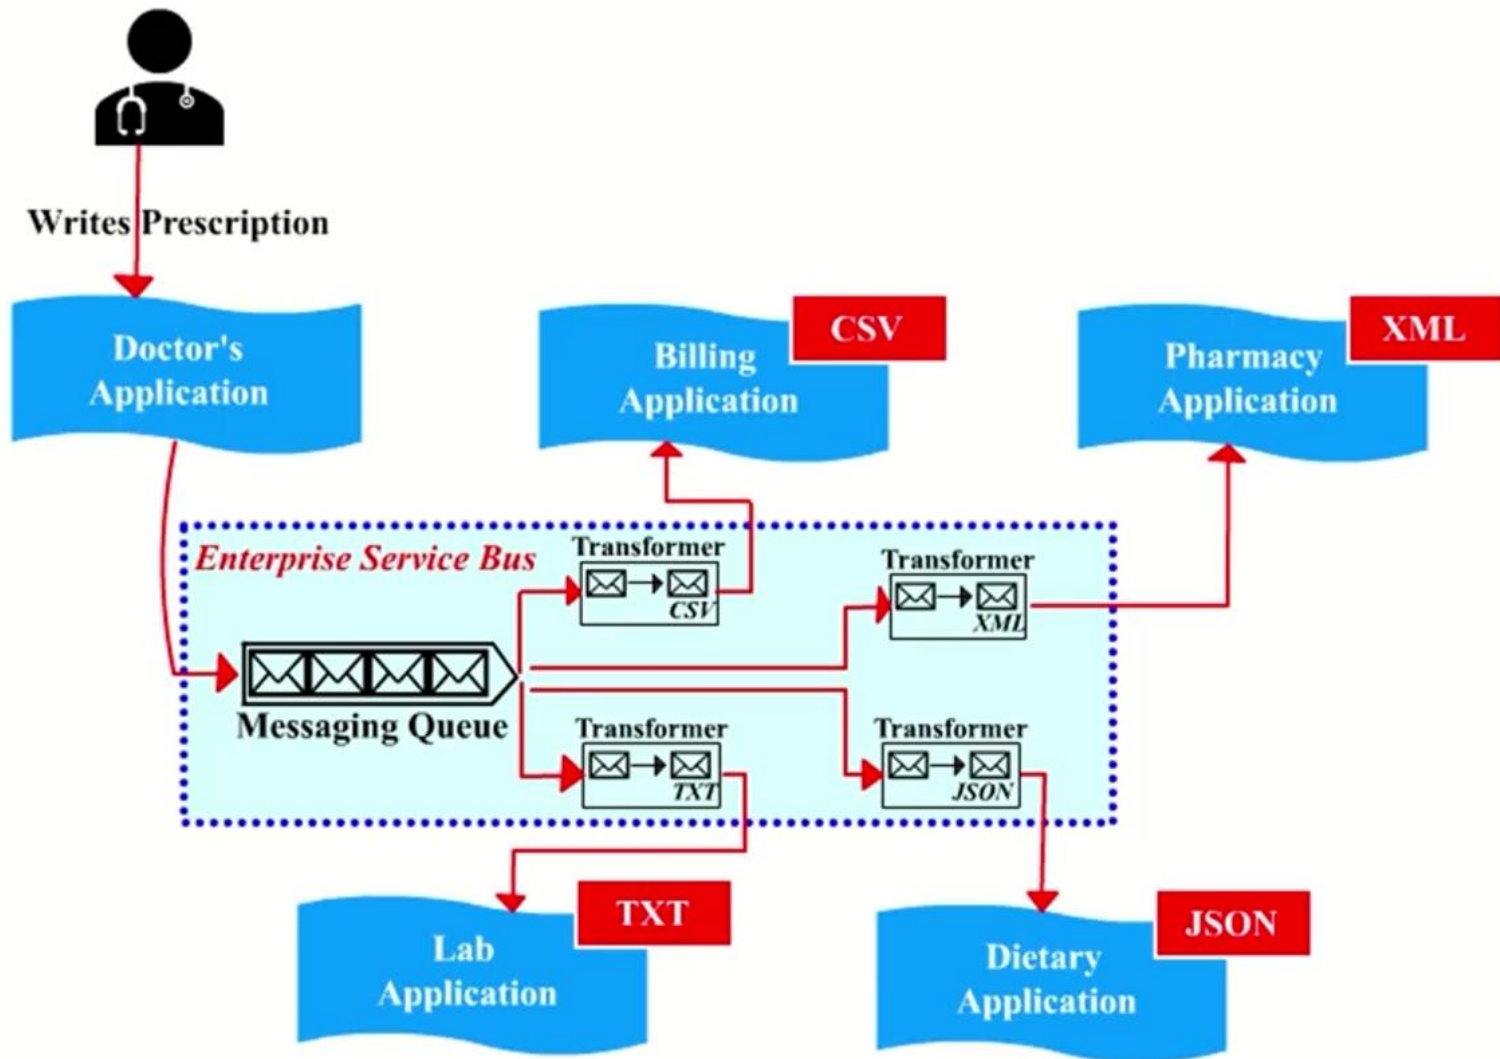 Writes Prescription
Doctor's
Application
Billing
Application
CSV
Pharmacy
Application
XML
Enterprise Service Bus
Transformer
CSV
Transformer
XML
Messaging Queue
Transformer
TXT
Transformer
JSON
Lab
Application
TXT
Dietary
Application
JSON